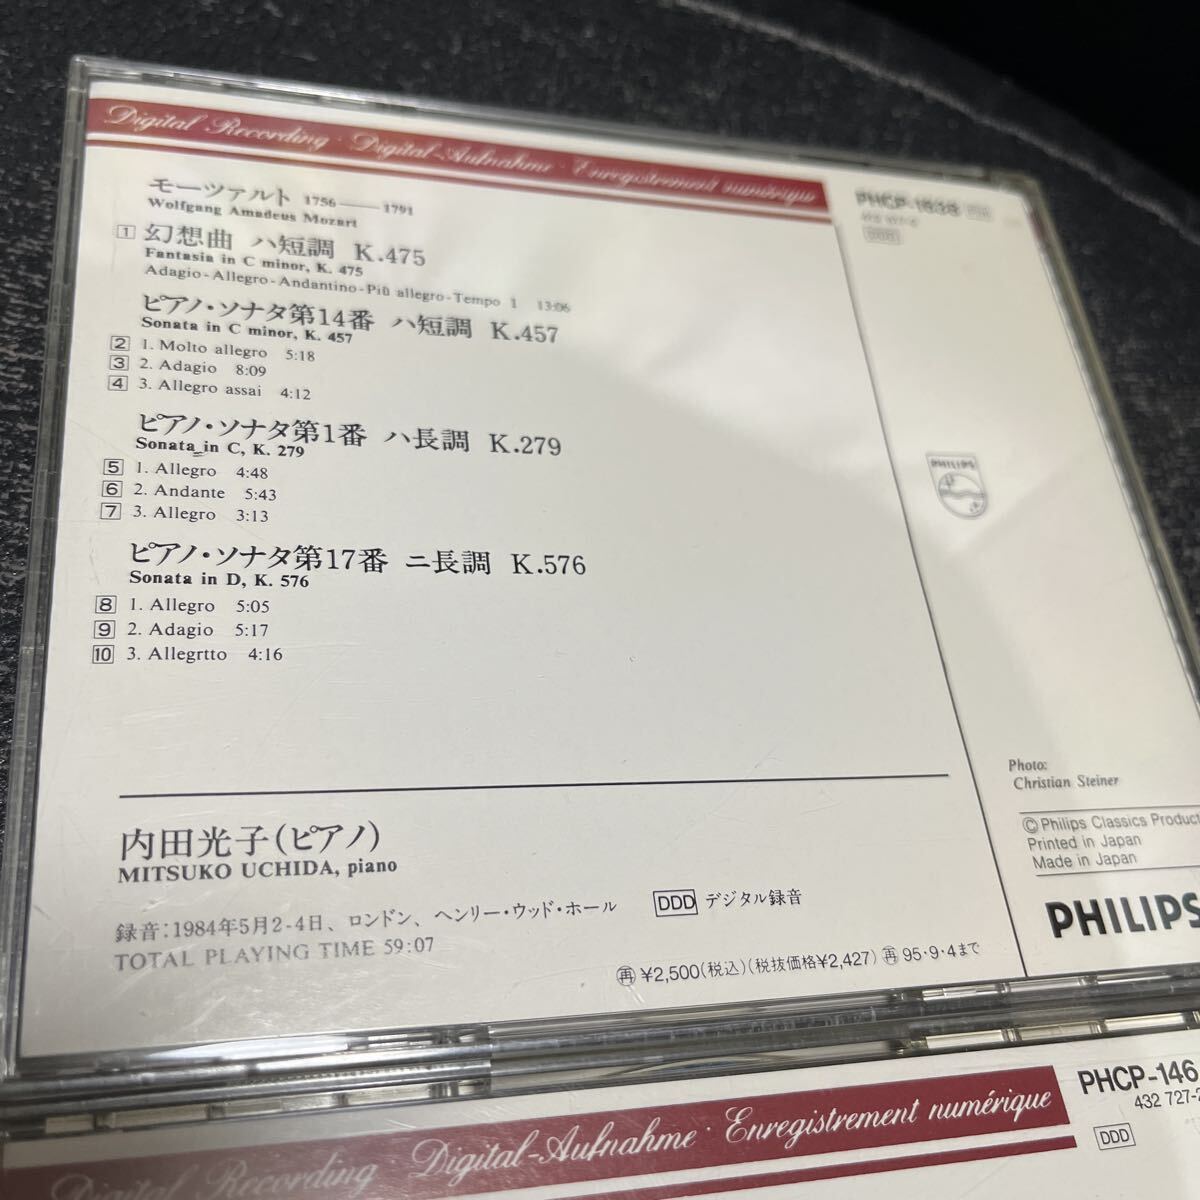 Digital Recording · Digital-Aufnahme · Enregistrement numérique
モーツァルト 1756——1791
Wolfgang Amadeus Mozart
1 幻想曲 ハ短調 K.475
Fantasia in C minor, K. 475
Adagio-Allegro-Andantino-Più allegro-Tempo 1 13:06
ピアノ・ソナタ第14番 ハ短調 K.457
Sonata in C minor, K. 457
2 1. Molto allegro 5:18
3 2. Adagio 8:09
4 3. Allegro assai 4:12
ピアノ・ソナタ第1番 ハ長調 K.279
Sonata in C, K. 279
5 1. Allegro 4:48
6 2. Andante 5:43
7 3. Allegro 3:13
ピアノ・ソナタ第17番 ニ長調 K.576
Sonata in D, K. 576
8 1. Allegro 5:05
9 2. Adagio 5:17
10 3. Allegrtto 4:16
内田光子(ピアノ)
MITSUKO UCHIDA, piano
録音:1984年5月2-4日、ロンドン、ヘンリー・ウッド・ホール
DDD デジタル録音
TOTAL PLAYING TIME 59:07
再 ¥2,500(税込)(税抜価格¥2,427) 再 95・9・4まで
PHCP-1638
DDD
PHILIPS
Photo:
Christian Steiner
© Philips Classics Product
Printed in Japan
Made in Japan
PHILIPS
Digital Recording Digital-Aufnahme · Enregistrement numérique
PHCP-146
432 727-2
DDD